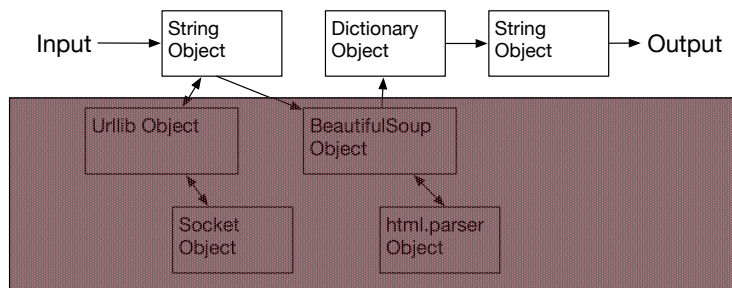 Input
String
Object
Dictionary
Object
String
Object
Output
Urllib Object
BeautifulSoup
Object
Socket
Object
html.parser
Object